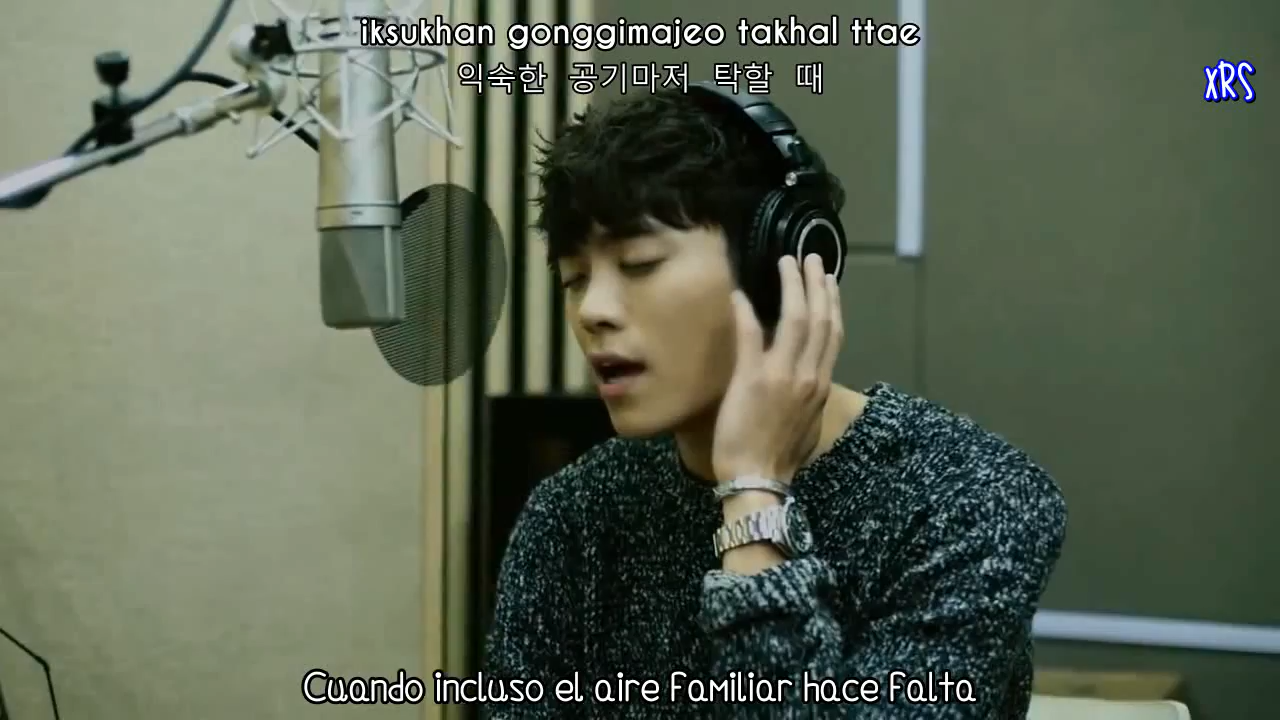 iksukhan gonggimajeo takhal ttae
익숙한 공기마저 탁할 때
XRS
Cuando incluso el aire familiar hace falta